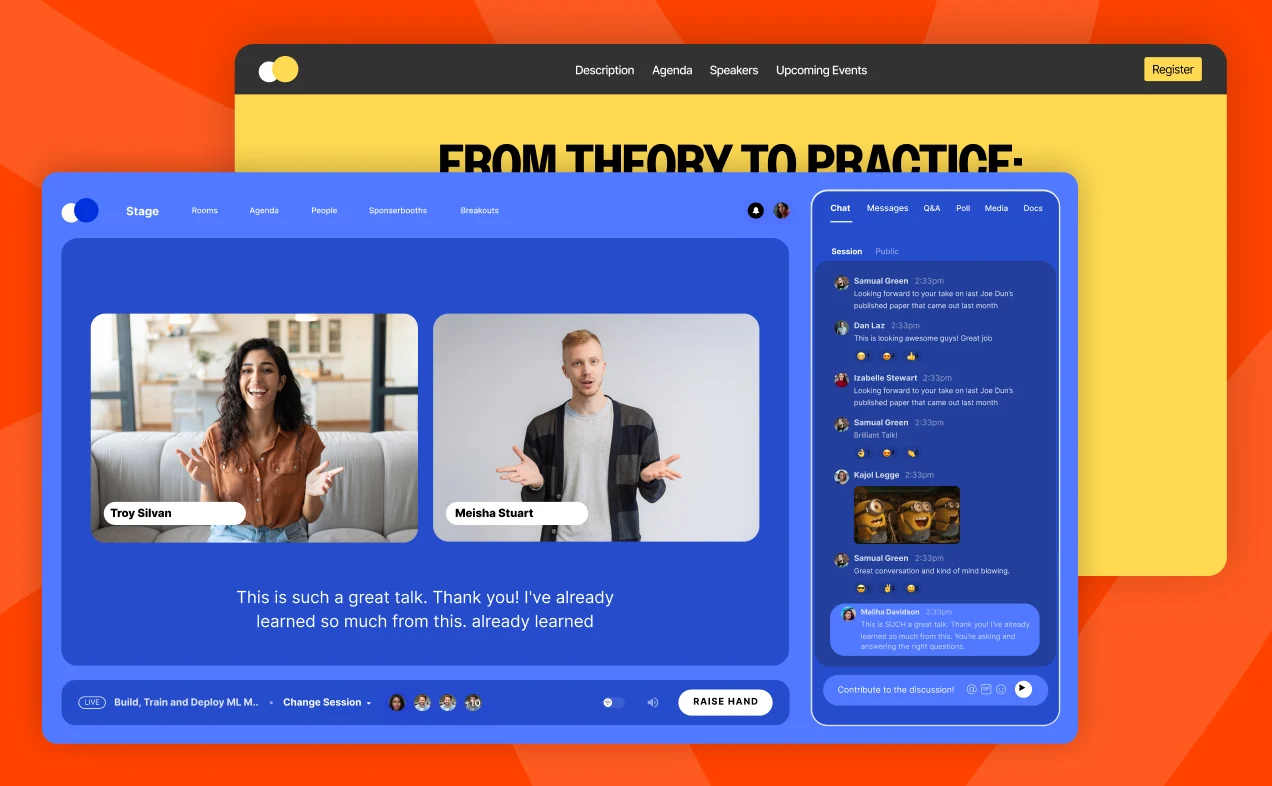 Description Agenda Speakers Upcoming Events Register
FROM THEORY TO PRACTICE:
Stage Rooms Agenda People Sponserbooths Breakouts
Troy Silvan
Meisha Stuart
This is such a great talk. Thank you! I've already
learned so much from this. already learned
LIVE Build, Train and Deploy ML M.. • Change Session +10 RAISE HAND
Chat Messages Q&A Poll Media Docs
Session Public
Samual Green 2:33pm
Looking forward to your take on last Joe Dun's
published paper that came out last month
Dan Laz 2:33pm
This is looking awesome guys! Great job
Izabelle Stewart 2:33pm
Looking forward to your take on last Joe Dun's
published paper that came out last month
Samual Green 2:33pm
Brilliant Talk!
Kajol Legge 2:33pm
Samual Green 2:33pm
Great conversation and kind of mind blowing.
Maliha Davidson 2:33pm
This is SUCH a great talk. Thank you! I've already
learned so much from this. You're asking and
answering the right questions.
Contribute to the discussion!